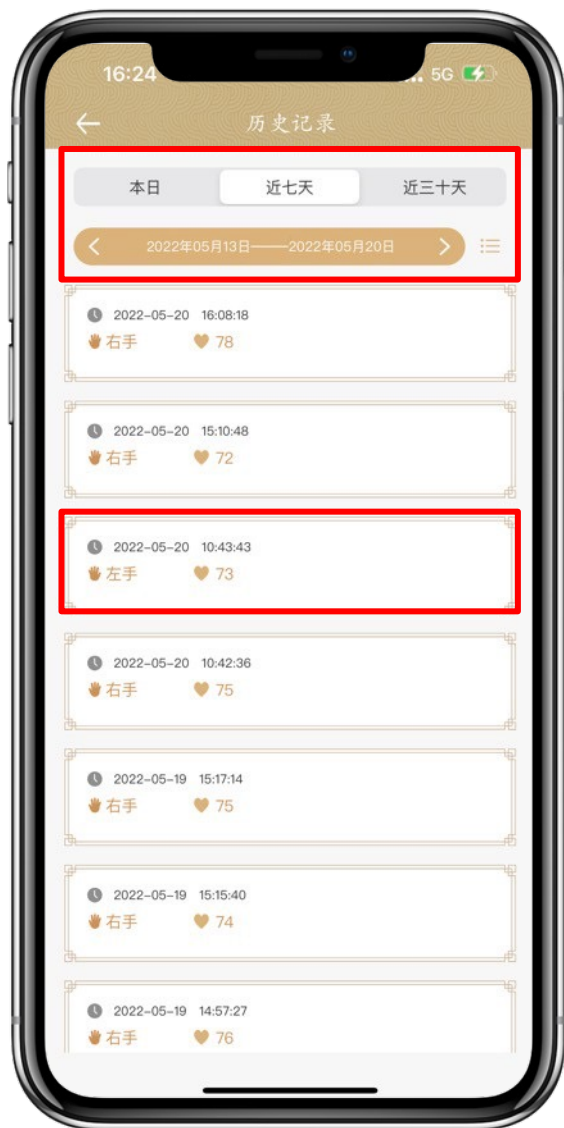 16:24 5G
历史记录
本日 近七天 近三十天
2022年05月13日——2022年05月20日
2022-05-20 16:08:18
右手 78
2022-05-20 15:10:48
右手 72
2022-05-20 10:43:43
左手 73
2022-05-20 10:42:36
右手 75
2022-05-19 15:17:14
右手 75
2022-05-19 15:15:40
右手 74
2022-05-19 14:57:27
右手 76